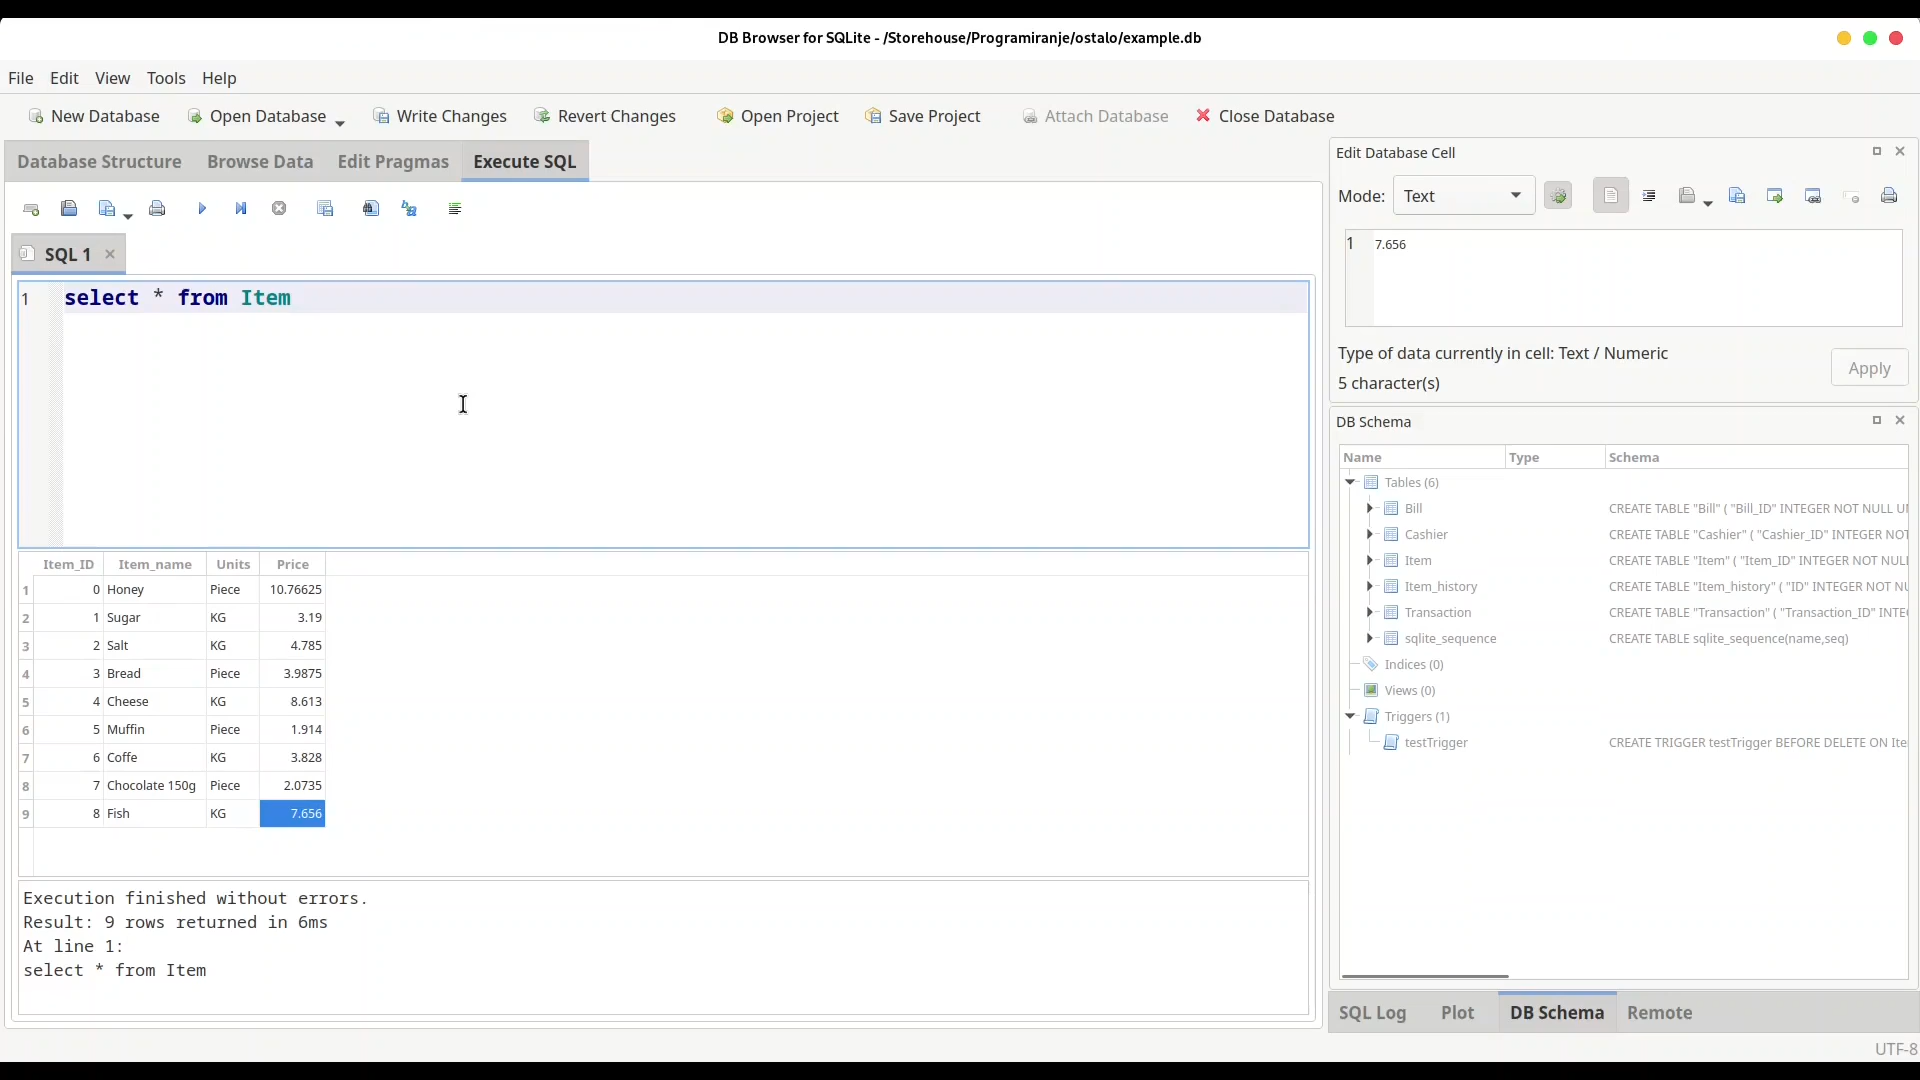 DB Browser for SQLite - /Storehouse/Programiranje/ostalo/example.db
File Edit View Tools Help
New Database Open Database Write Changes Revert Changes Open Project Save Project Attach Database Close Database
Database Structure Browse Data Edit Pragmas Execute SQL
SQL 1
1 select * from Item
Item_ID Item_name Units Price
1 0 Honey Piece 10.76625
2 1 Sugar KG 3.19
3 2 Salt KG 4.785
4 3 Bread Piece 3.9875
5 4 Cheese KG 8.613
6 5 Muffin Piece 1.914
7 6 Coffe KG 3.828
8 7 Chocolate 150g Piece 2.0735
9 8 Fish KG 7.656
Execution finished without errors.
Result: 9 rows returned in 6ms
At line 1:
select * from Item
Edit Database Cell
Mode: Text
1 7.656
Type of data currently in cell: Text / Numeric
5 character(s)
Apply
DB Schema
Name Type Schema
Tables (6)
Bill CREATE TABLE "Bill" ( "Bill_ID" INTEGER NOT NULL
Cashier CREATE TABLE "Cashier" ( "Cashier_ID" INTEGER NOT
Item CREATE TABLE "Item" ( "Item_ID" INTEGER NOT NULL
Item_history CREATE TABLE "Item_history" ( "ID" INTEGER NOT
Transaction CREATE TABLE "Transaction" ( "Transaction_ID" INTE
sqlite_sequence CREATE TABLE sqlite_sequence(name,seq)
Indices (0)
Views (0)
Triggers (1)
testTrigger CREATE TRIGGER testTrigger BEFORE DELETE ON Ite
SQL Log Plot DB Schema Remote
UTF-8